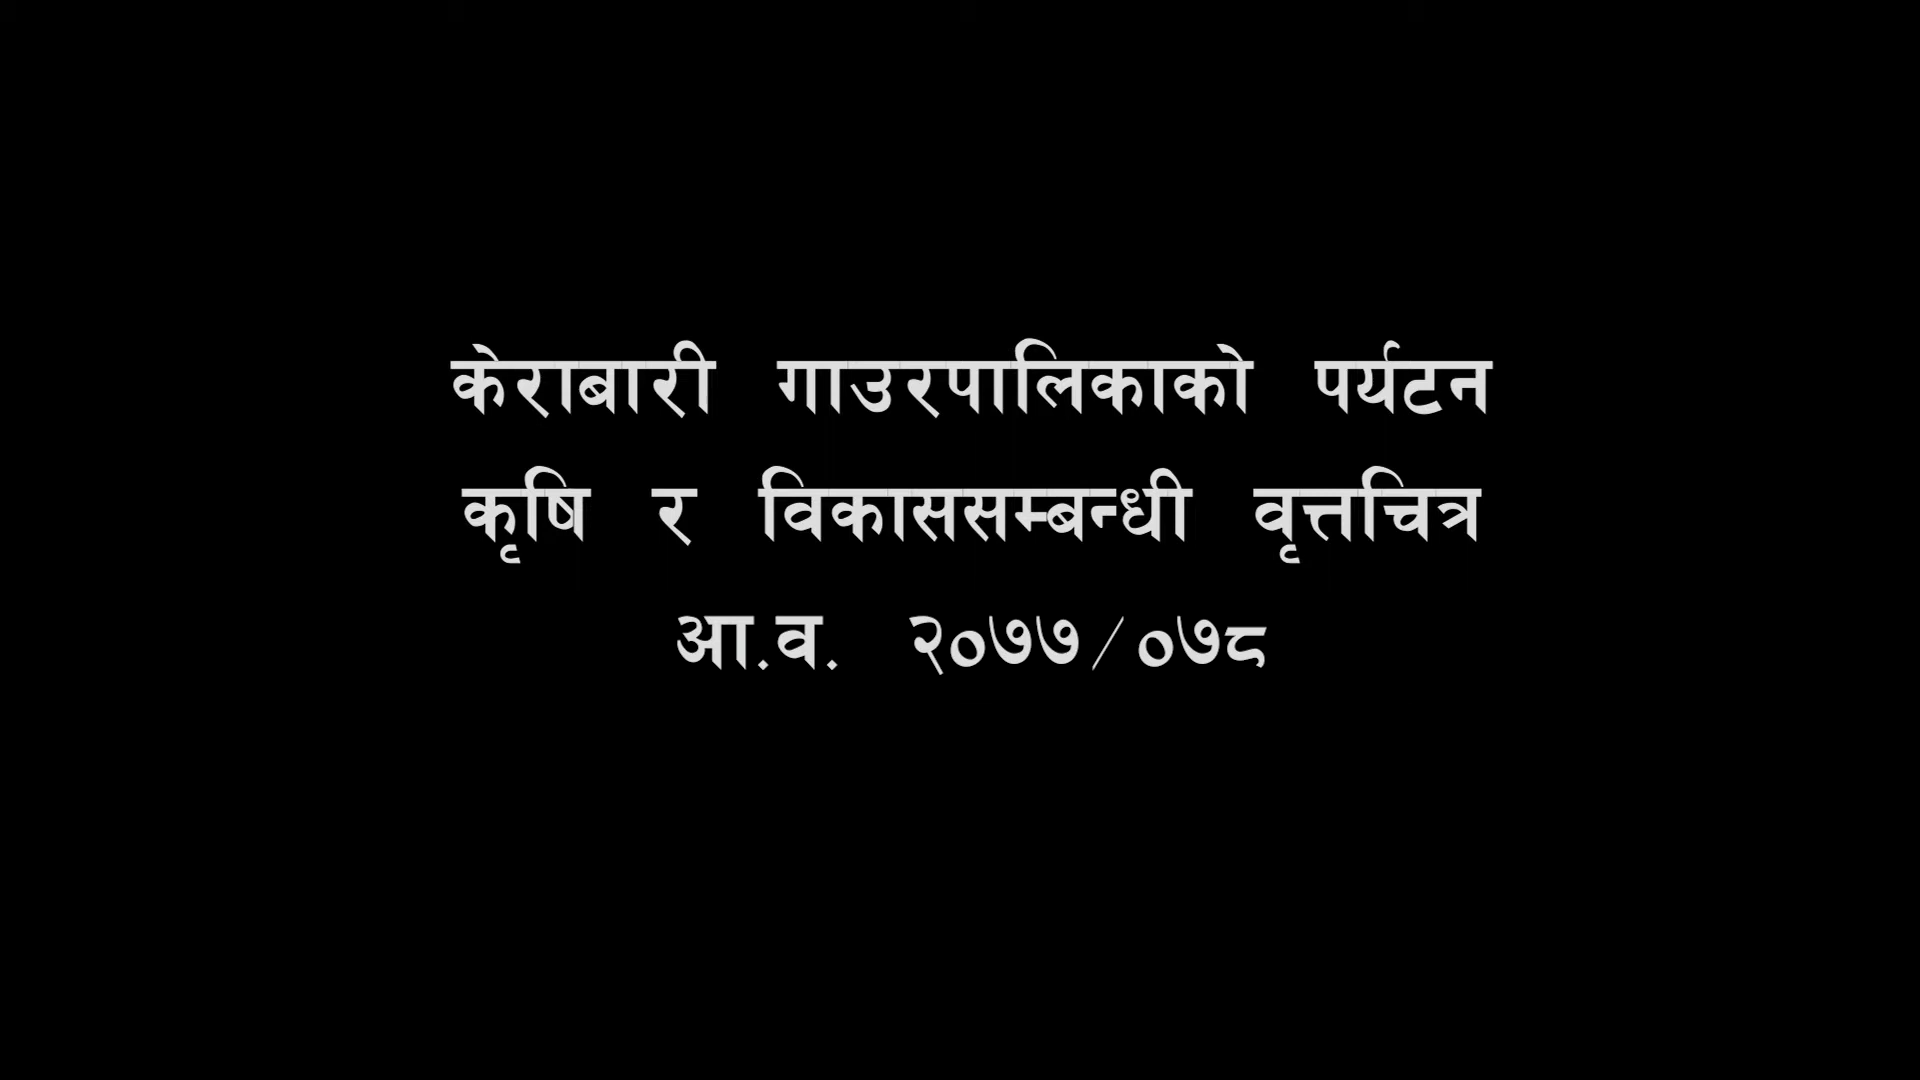 केराबारी गाउरपालिकाको पर्यटन
कृषि र विकाससम्बन्धी वृत्तचित्र
आ.व. २०७७/०७८